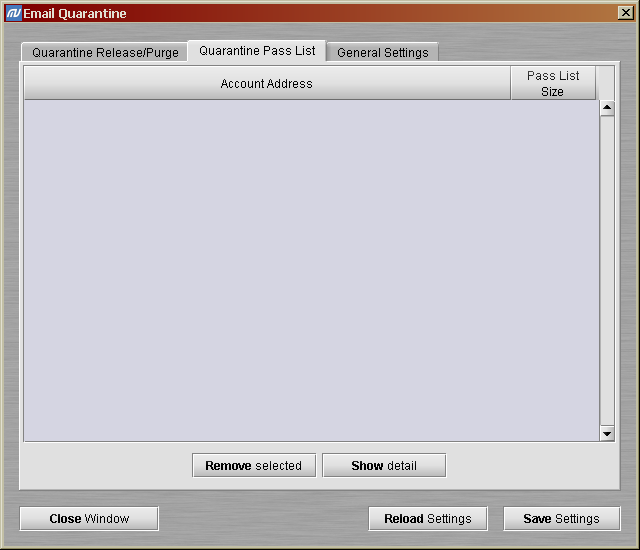 Email Quarantine
Quarantine Release/Purge
Quarantine Pass List
General Settings
Account Address
Pass List
Size
Remove selected
Show detail
Close Window
Reload Settings
Save Settings